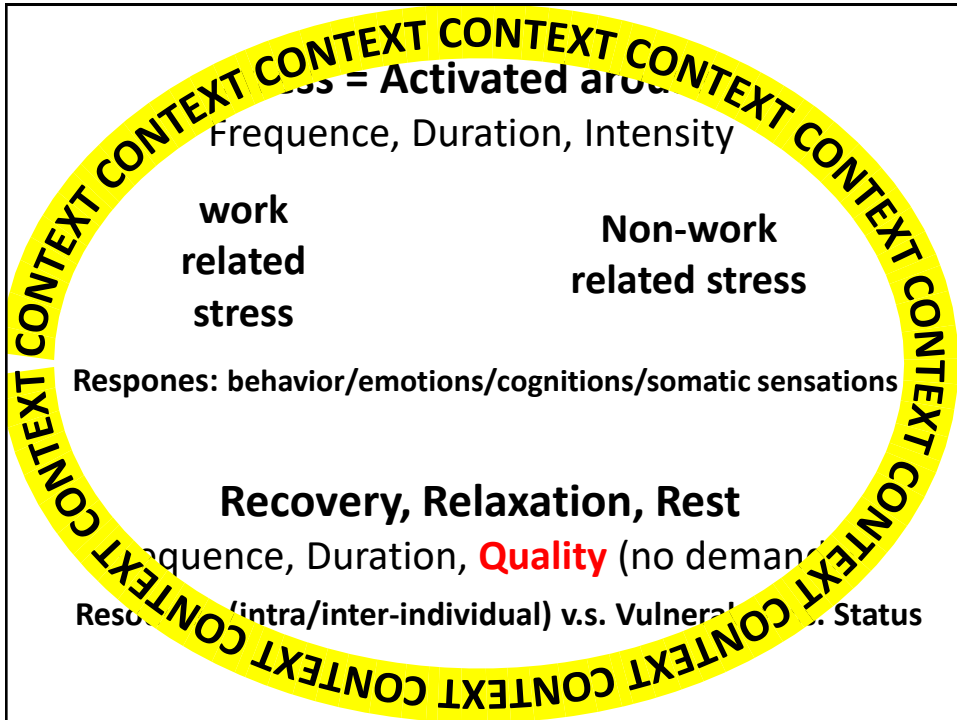 CONTEXT CONTEXT CONTEXT CONTEXT CONTEXT CONTEXT CONTEXT CONTEXT CONTEXT CONTEXT CONTEXT CONTEXT CONTEXT
= Activated
Frequence, Duration, Intensity
work
related
stress
Non-work
related stress
Respones: behavior/emotions/cognitions/somatic sensations
Recovery, Relaxation, Rest
Duration, Quality (no
(intra/inter-individual) v.s. Status